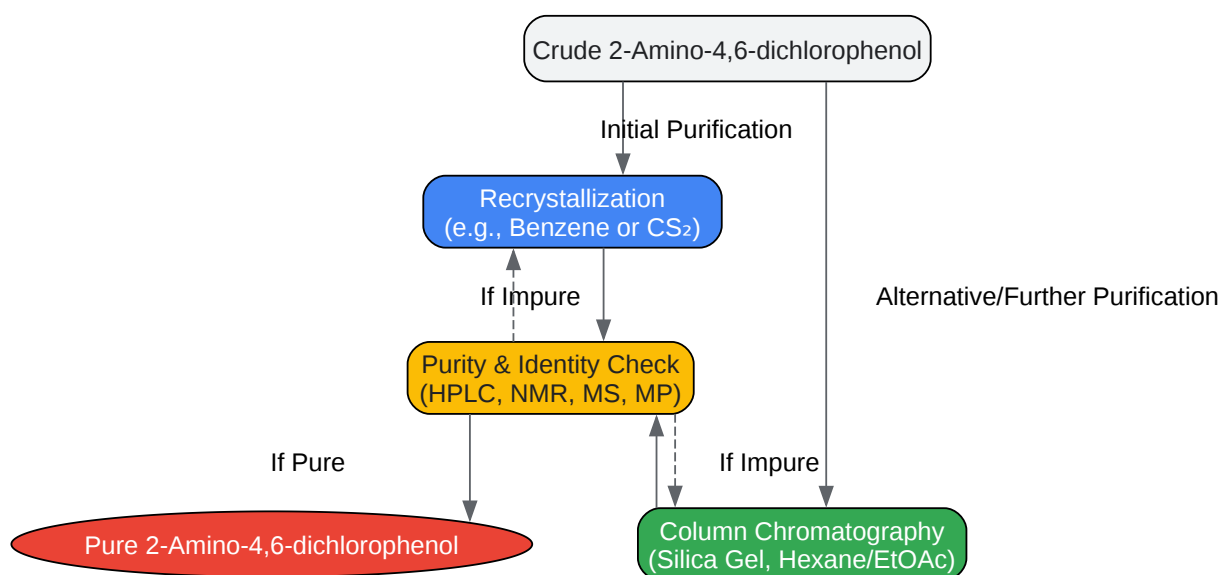 Crude 2-Amino-4,6-dichlorophenol
Initial Purification
Recrystallization
(e.g., Benzene or CS₂)
If Impure
Alternative/Further Purification
Purity & Identity Check
(HPLC, NMR, MS, MP)
If Pure
If Impure
Pure 2-Amino-4,6-dichlorophenol
Column Chromatography
(Silica Gel, Hexane/EtOAc)